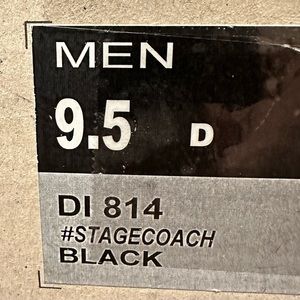 MEN
9.5 D
DI 814
#STAGECOACH
BLACK